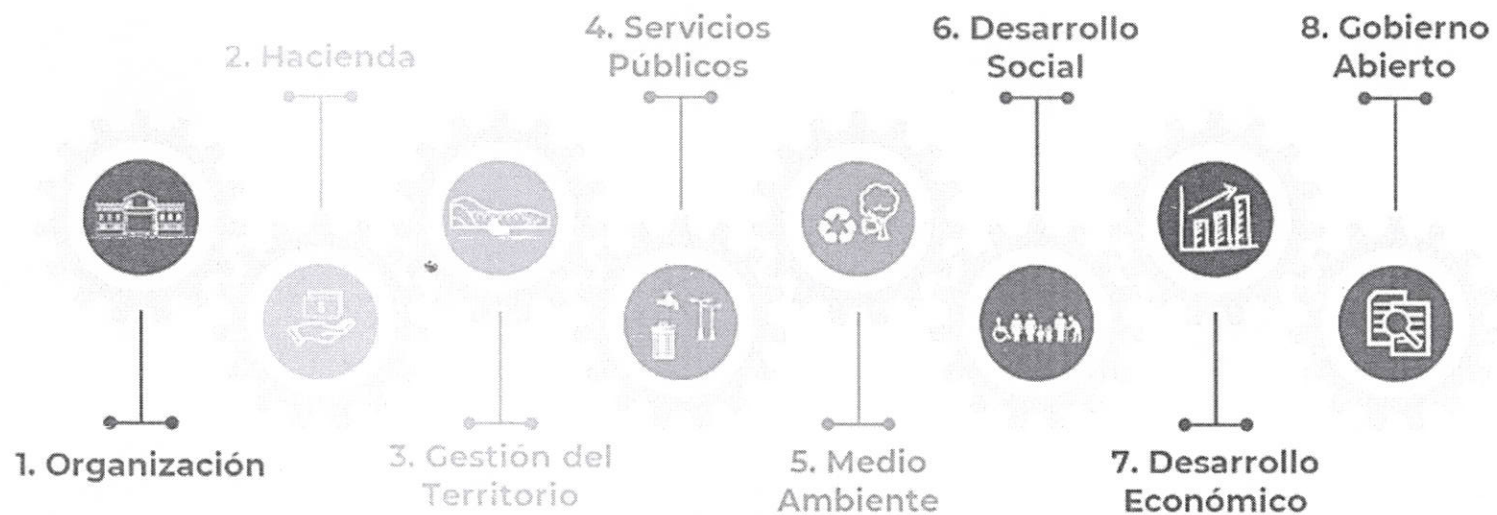 1. Organización
2. Hacienda
3. Gestión del
Territorio
4. Servicios
Públicos
5. Medio
Ambiente
6. Desarrollo
Social
7. Desarrollo
Económico
8. Gobierno
Abierto